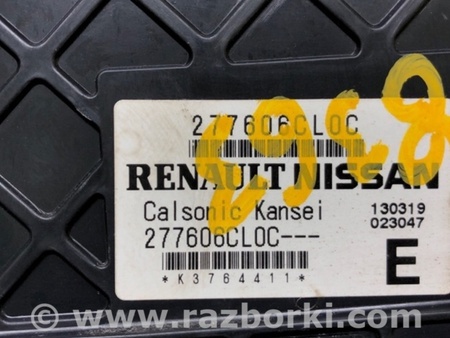 277606CL0C
RENAULT NISSAN
Calsonic Kansei
130319
277606CL0C---
023047
E
*K3764411*
www.razborki.com